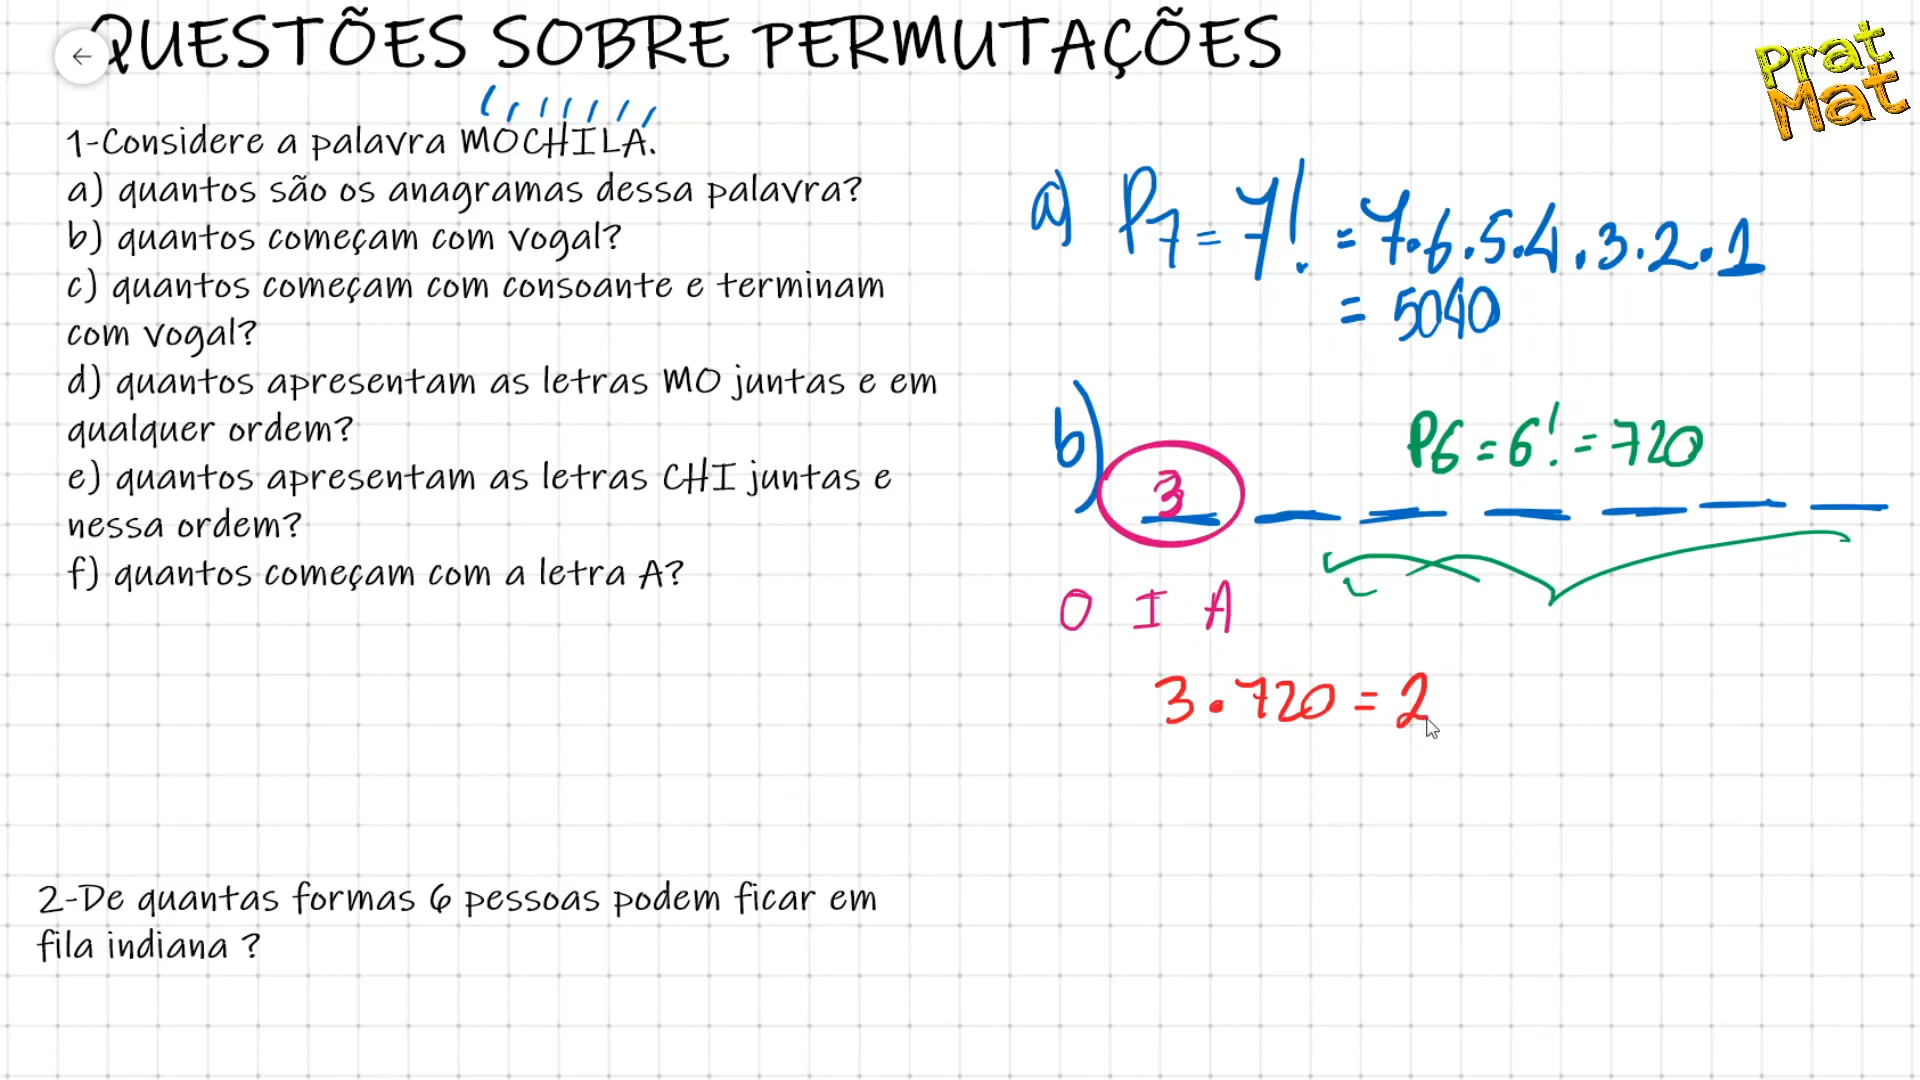 QUESTÕES SOBRE PERMUTAÇÕES
Prat
Mat
1-Considere a palavra MOCHILA.
a) quantos são os anagramas dessa palavra?
b) quantos começam com vogal?
c) quantos começam com consoante e terminam
com vogal?
d) quantos apresentam as letras MO juntas e em
qualquer ordem?
e) quantos apresentam as letras CHI juntas e
nessa ordem?
f) quantos começam com a letra A?
a) P7 = 7! = 7.6.5.4.3.2.1
= 5040
b)
P6 = 6! = 720
3
O I A
3.720 = 2
2-De quantas formas 6 pessoas podem ficar em
fila indiana ?